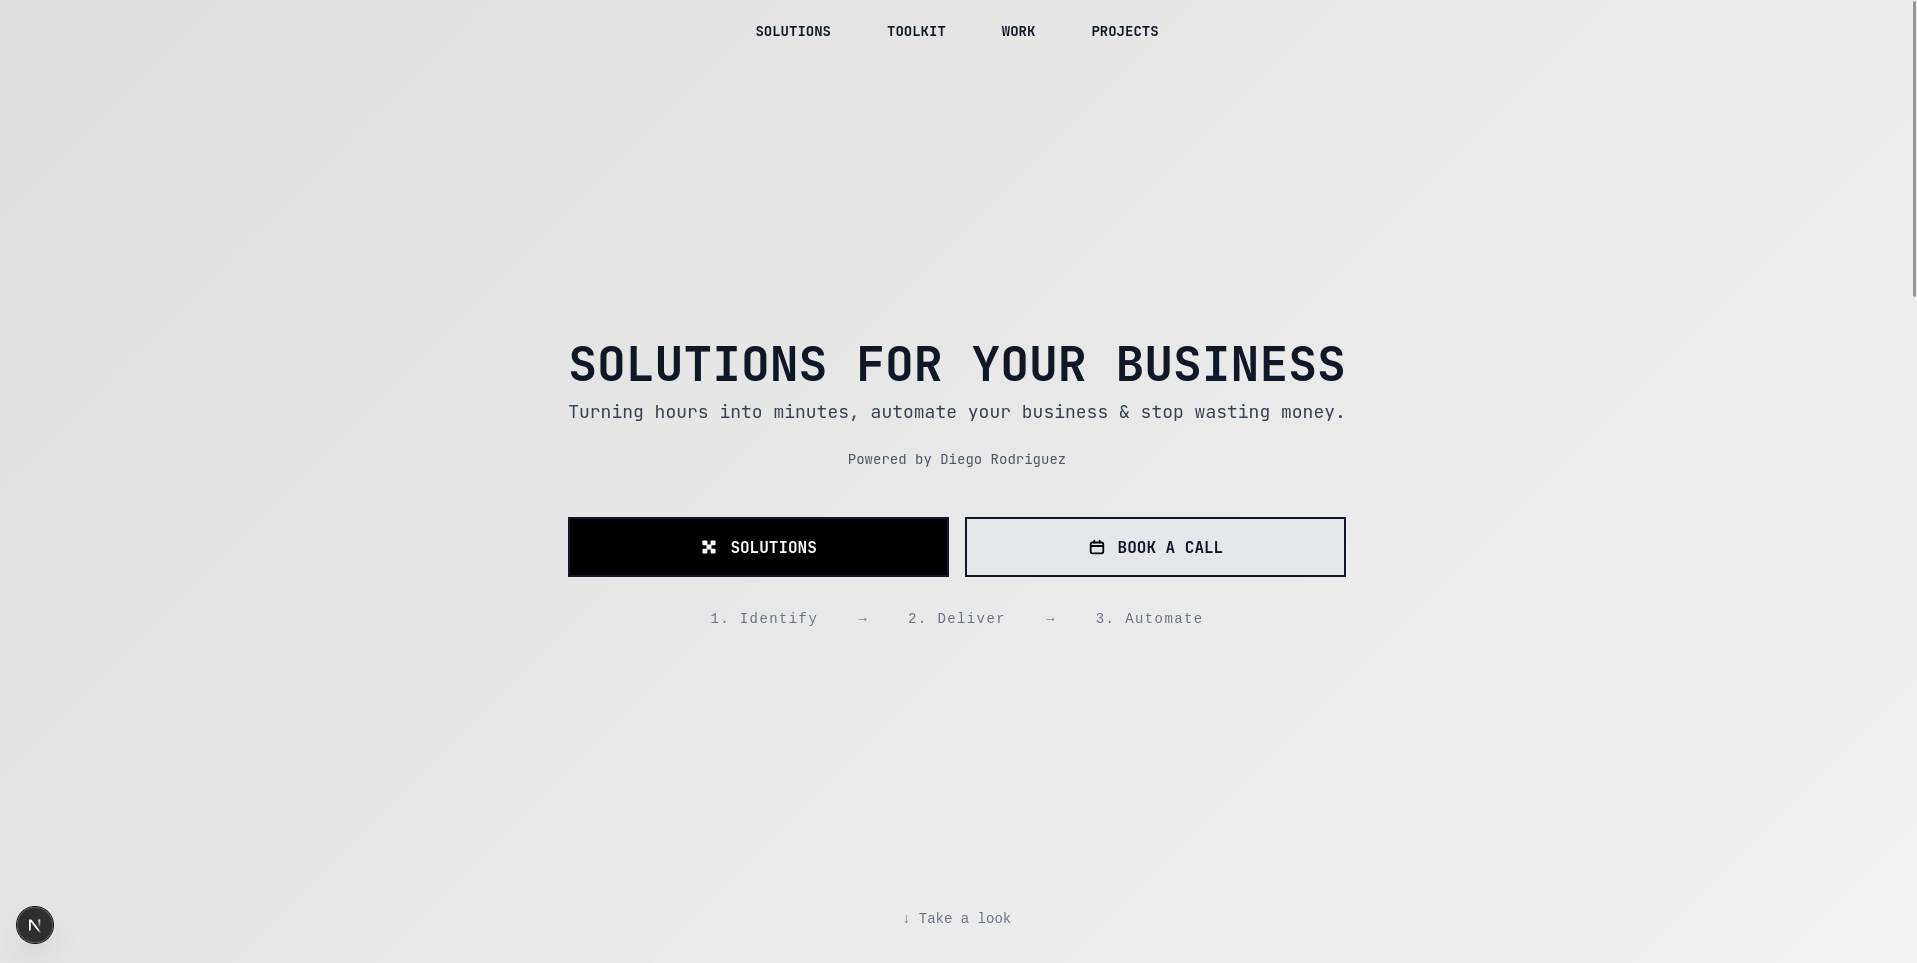 SOLUTIONS TOOLKIT WORK PROJECTS
SOLUTIONS FOR YOUR BUSINESS
Turning hours into minutes, automate your business & stop wasting money.
Powered by Diego Rodriguez
SOLUTIONS BOOK A CALL
1. Identify → 2. Deliver → 3. Automate
↓ Take a look
N